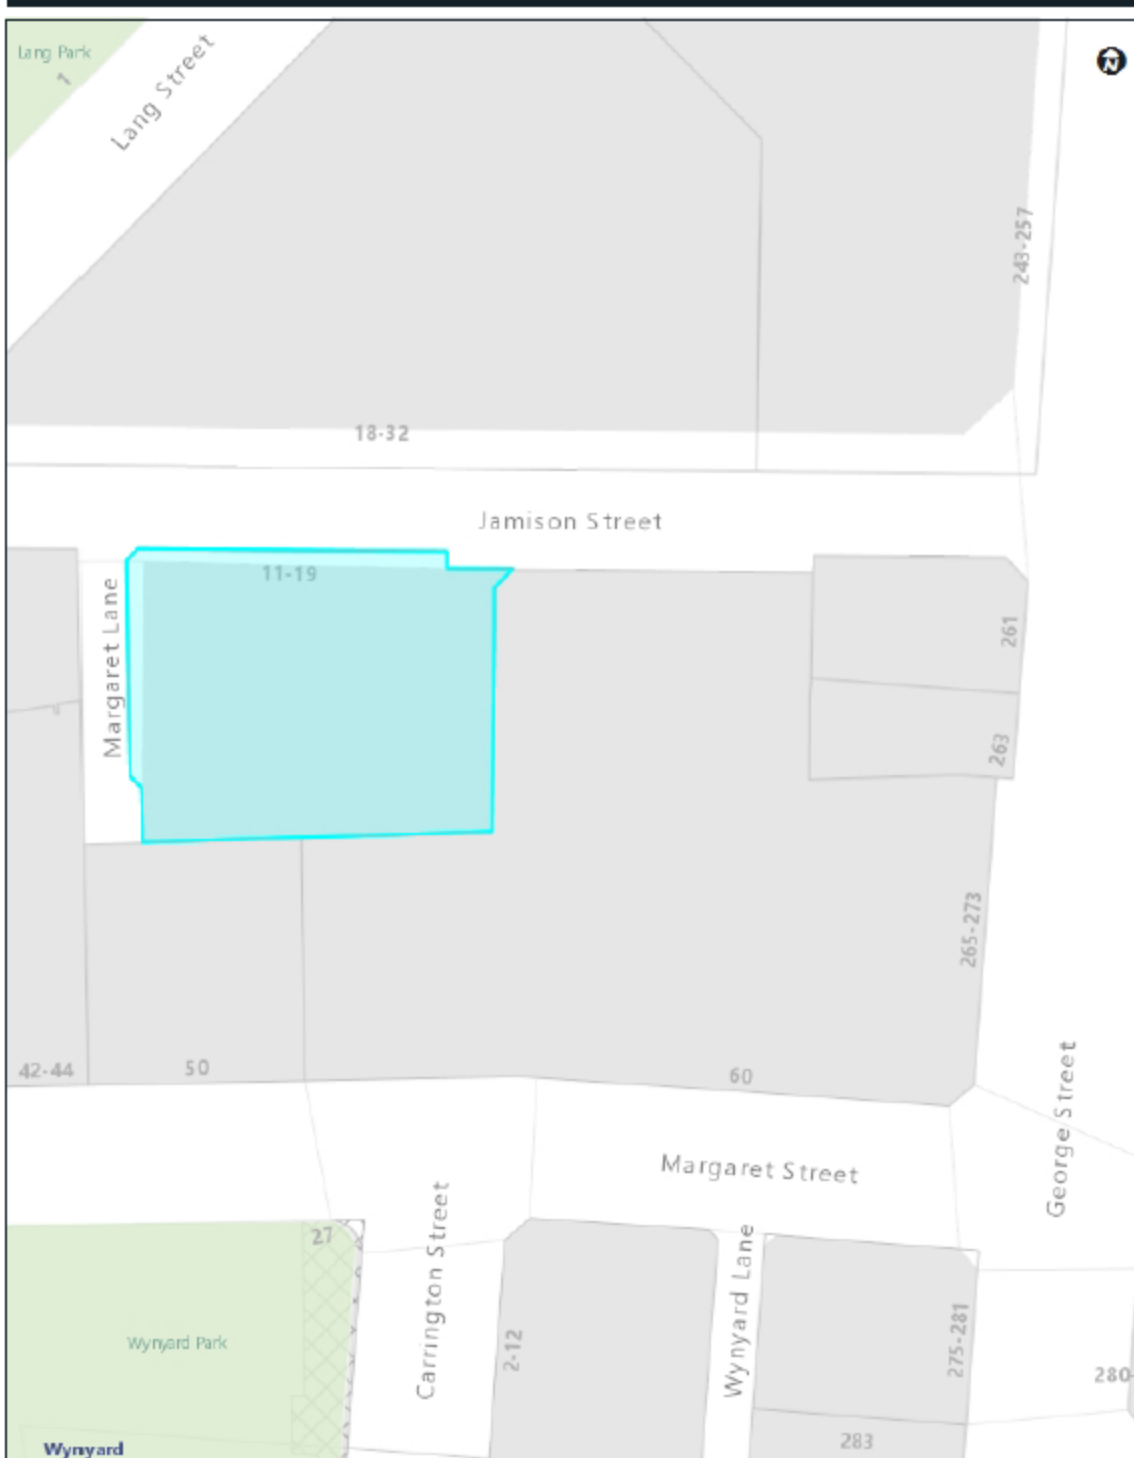 Lang Park
1
Lang Street
243-257
18-32
Jamison Street
11-19
Margaret Lane
261
263
265-273
42-44
50
60
George Street
Margaret Street
27
Carrington Street
Wynyard Lane
Wynyard Park
2-12
275-281
280-
283
Wynyard